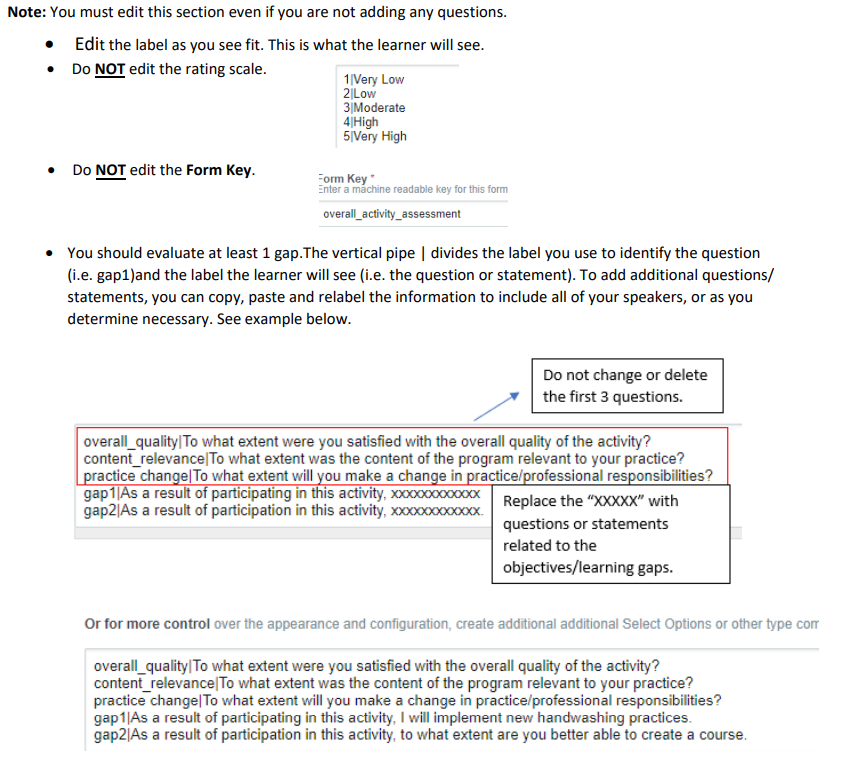 Note: You must edit this section even if you are not adding any questions.
• Edit the label as you see fit. This is what the learner will see.
• Do NOT edit the rating scale.
1|Very Low
2|Low
3|Moderate
4|High
5|Very High
• Do NOT edit the Form Key.
Form Key *
Enter a machine readable key for this form
overall_activity_assessment
• You should evaluate at least 1 gap.The vertical pipe | divides the label you use to identify the question
(i.e. gap1)and the label the learner will see (i.e. the question or statement). To add additional questions/
statements, you can copy, paste and relabel the information to include all of your speakers, or as you
determine necessary. See example below.
Do not change or delete
the first 3 questions.
overall_quality|To what extent were you satisfied with the overall quality of the activity?
content_relevance|To what extent was the content of the program relevant to your practice?
practice change|To what extent will you make a change in practice/professional responsibilities?
gap1|As a result of participating in this activity, xxxxxxxxxxxx
gap2|As a result of participation in this activity, xxxxxxxxxxxx.
Replace the “XXXXX” with
questions or statements
related to the
objectives/learning gaps.
Or for more control over the appearance and configuration, create additional additional Select Options or other type com
overall_quality|To what extent were you satisfied with the overall quality of the activity?
content_relevance|To what extent was the content of the program relevant to your practice?
practice change|To what extent will you make a change in practice/professional responsibilities?
gap1|As a result of participating in this activity, I will implement new handwashing practices.
gap2|As a result of participation in this activity, to what extent are you better able to create a course.